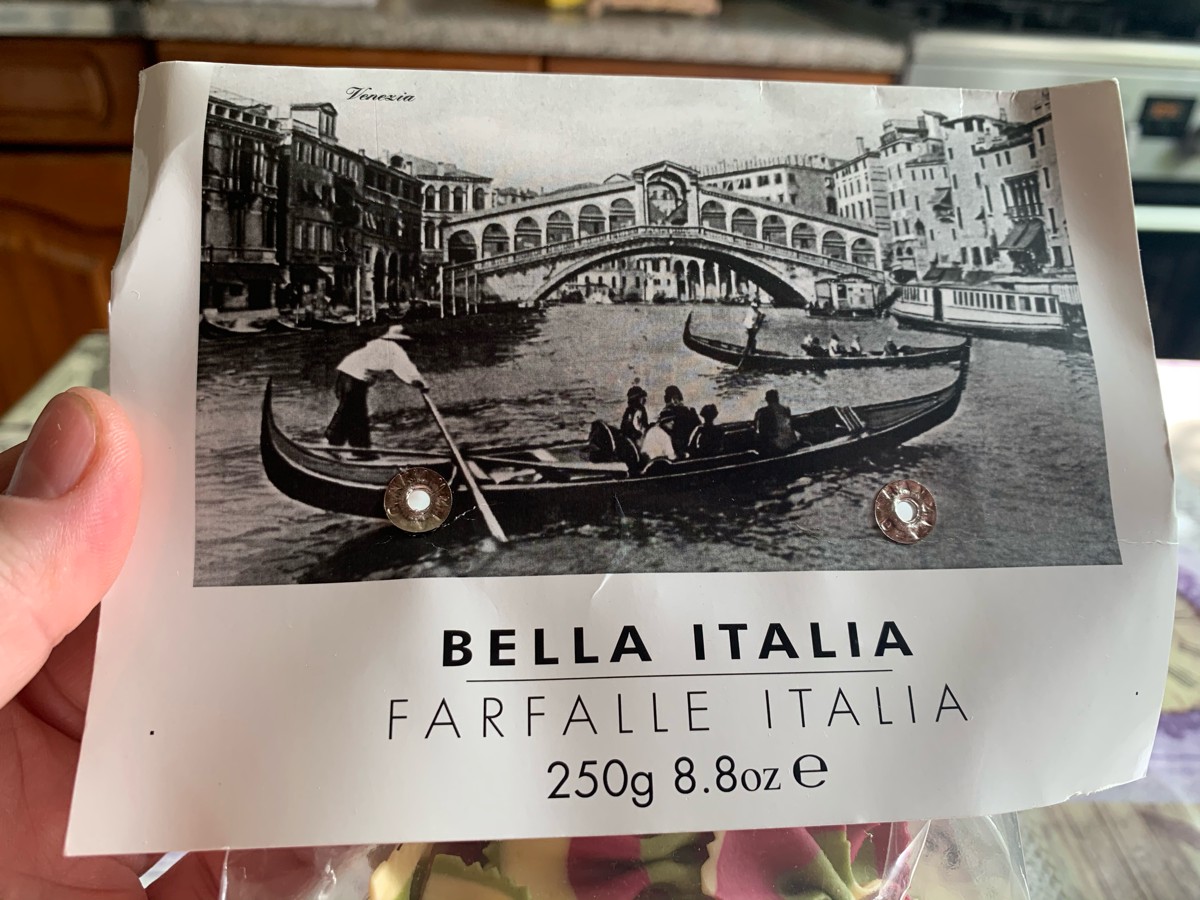 Venezia
BELLA ITALIA
FARFALLE ITALIA
250g 8.8oz ℮